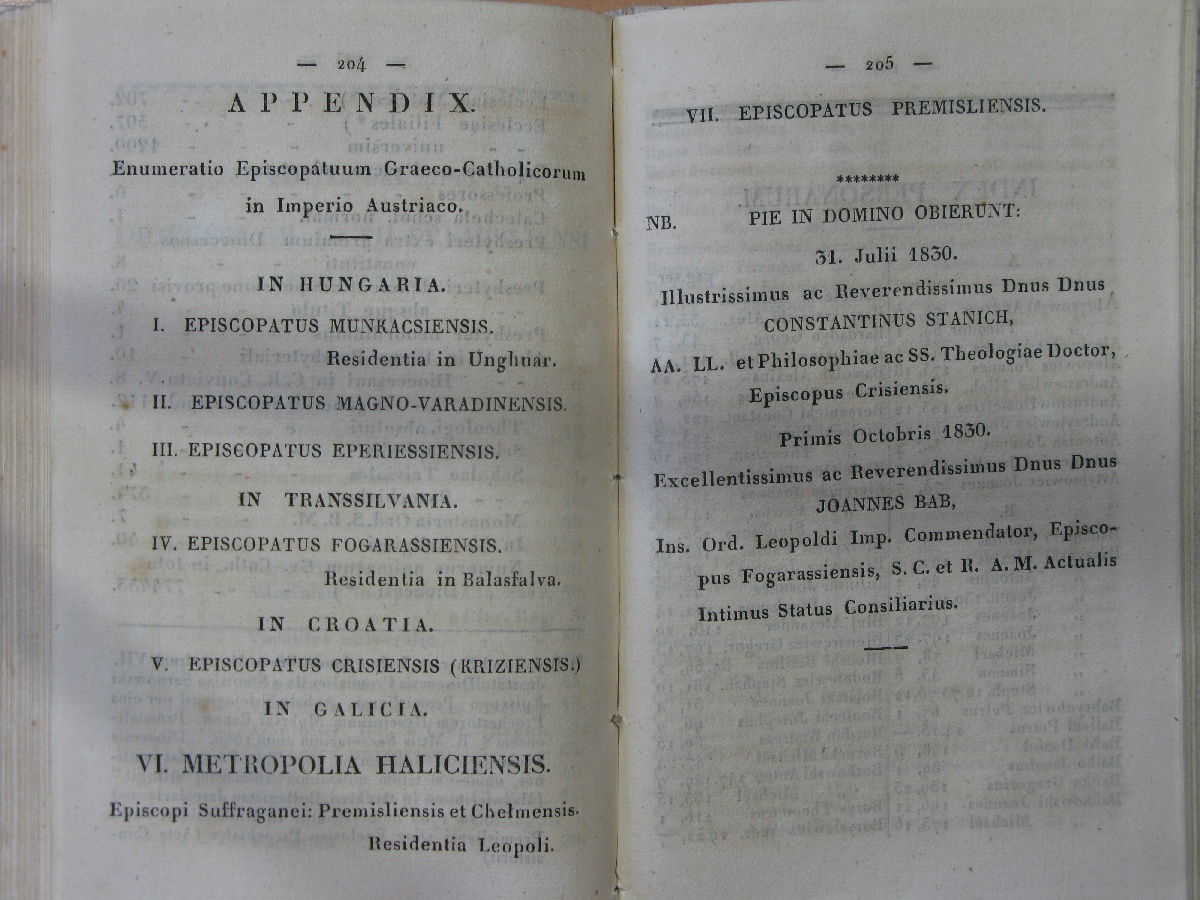 — 204 —
APPENDIX.
Enumeratio Episcopatuum Graeco-Catholicorum
in Imperio Austriaco.
IN HUNGARIA.
I. EPISCOPATUS MUNKACSIENSIS.
Residentia in Unghuar.
II. EPISCOPATUS MAGNO-VARADINENSIS.
III. EPISCOPATUS EPERIESSIENSIS.
IN TRANSSILVANIA.
IV. EPISCOPATUS FOGARASSIENSIS.
Residentia in Balasfalva.
IN CROATIA.
V. EPISCOPATUS CRISIENSIS (KRIZIENSIS.)
IN GALICIA.
VI. METROPOLIA HALICIENSIS.
Episcopi Suffraganei: Premisliensis et Chełmensis.
Residentia Leopoli.
— 205 —
VII. EPISCOPATUS PREMISLIENSIS.
********
NB. PIE IN DOMINO OBIERUNT:
31. Julii 1830.
Illustrissimus ac Reverendissimus Dnus Dnus
CONSTANTINUS STANICH,
AA. LL. et Philosophiae ac SS. Theologiae Doctor,
Episcopus Crisiensis.
Primis Octobris 1830.
Excellentissimus ac Reverendissimus Dnus Dnus
JOANNES BAB,
Ins. Ord. Leopoldi Imp. Commendator, Episco-
pus Fogarassiensis, S. C. et R. A. M. Actualis
Intimus Status Consiliarius.